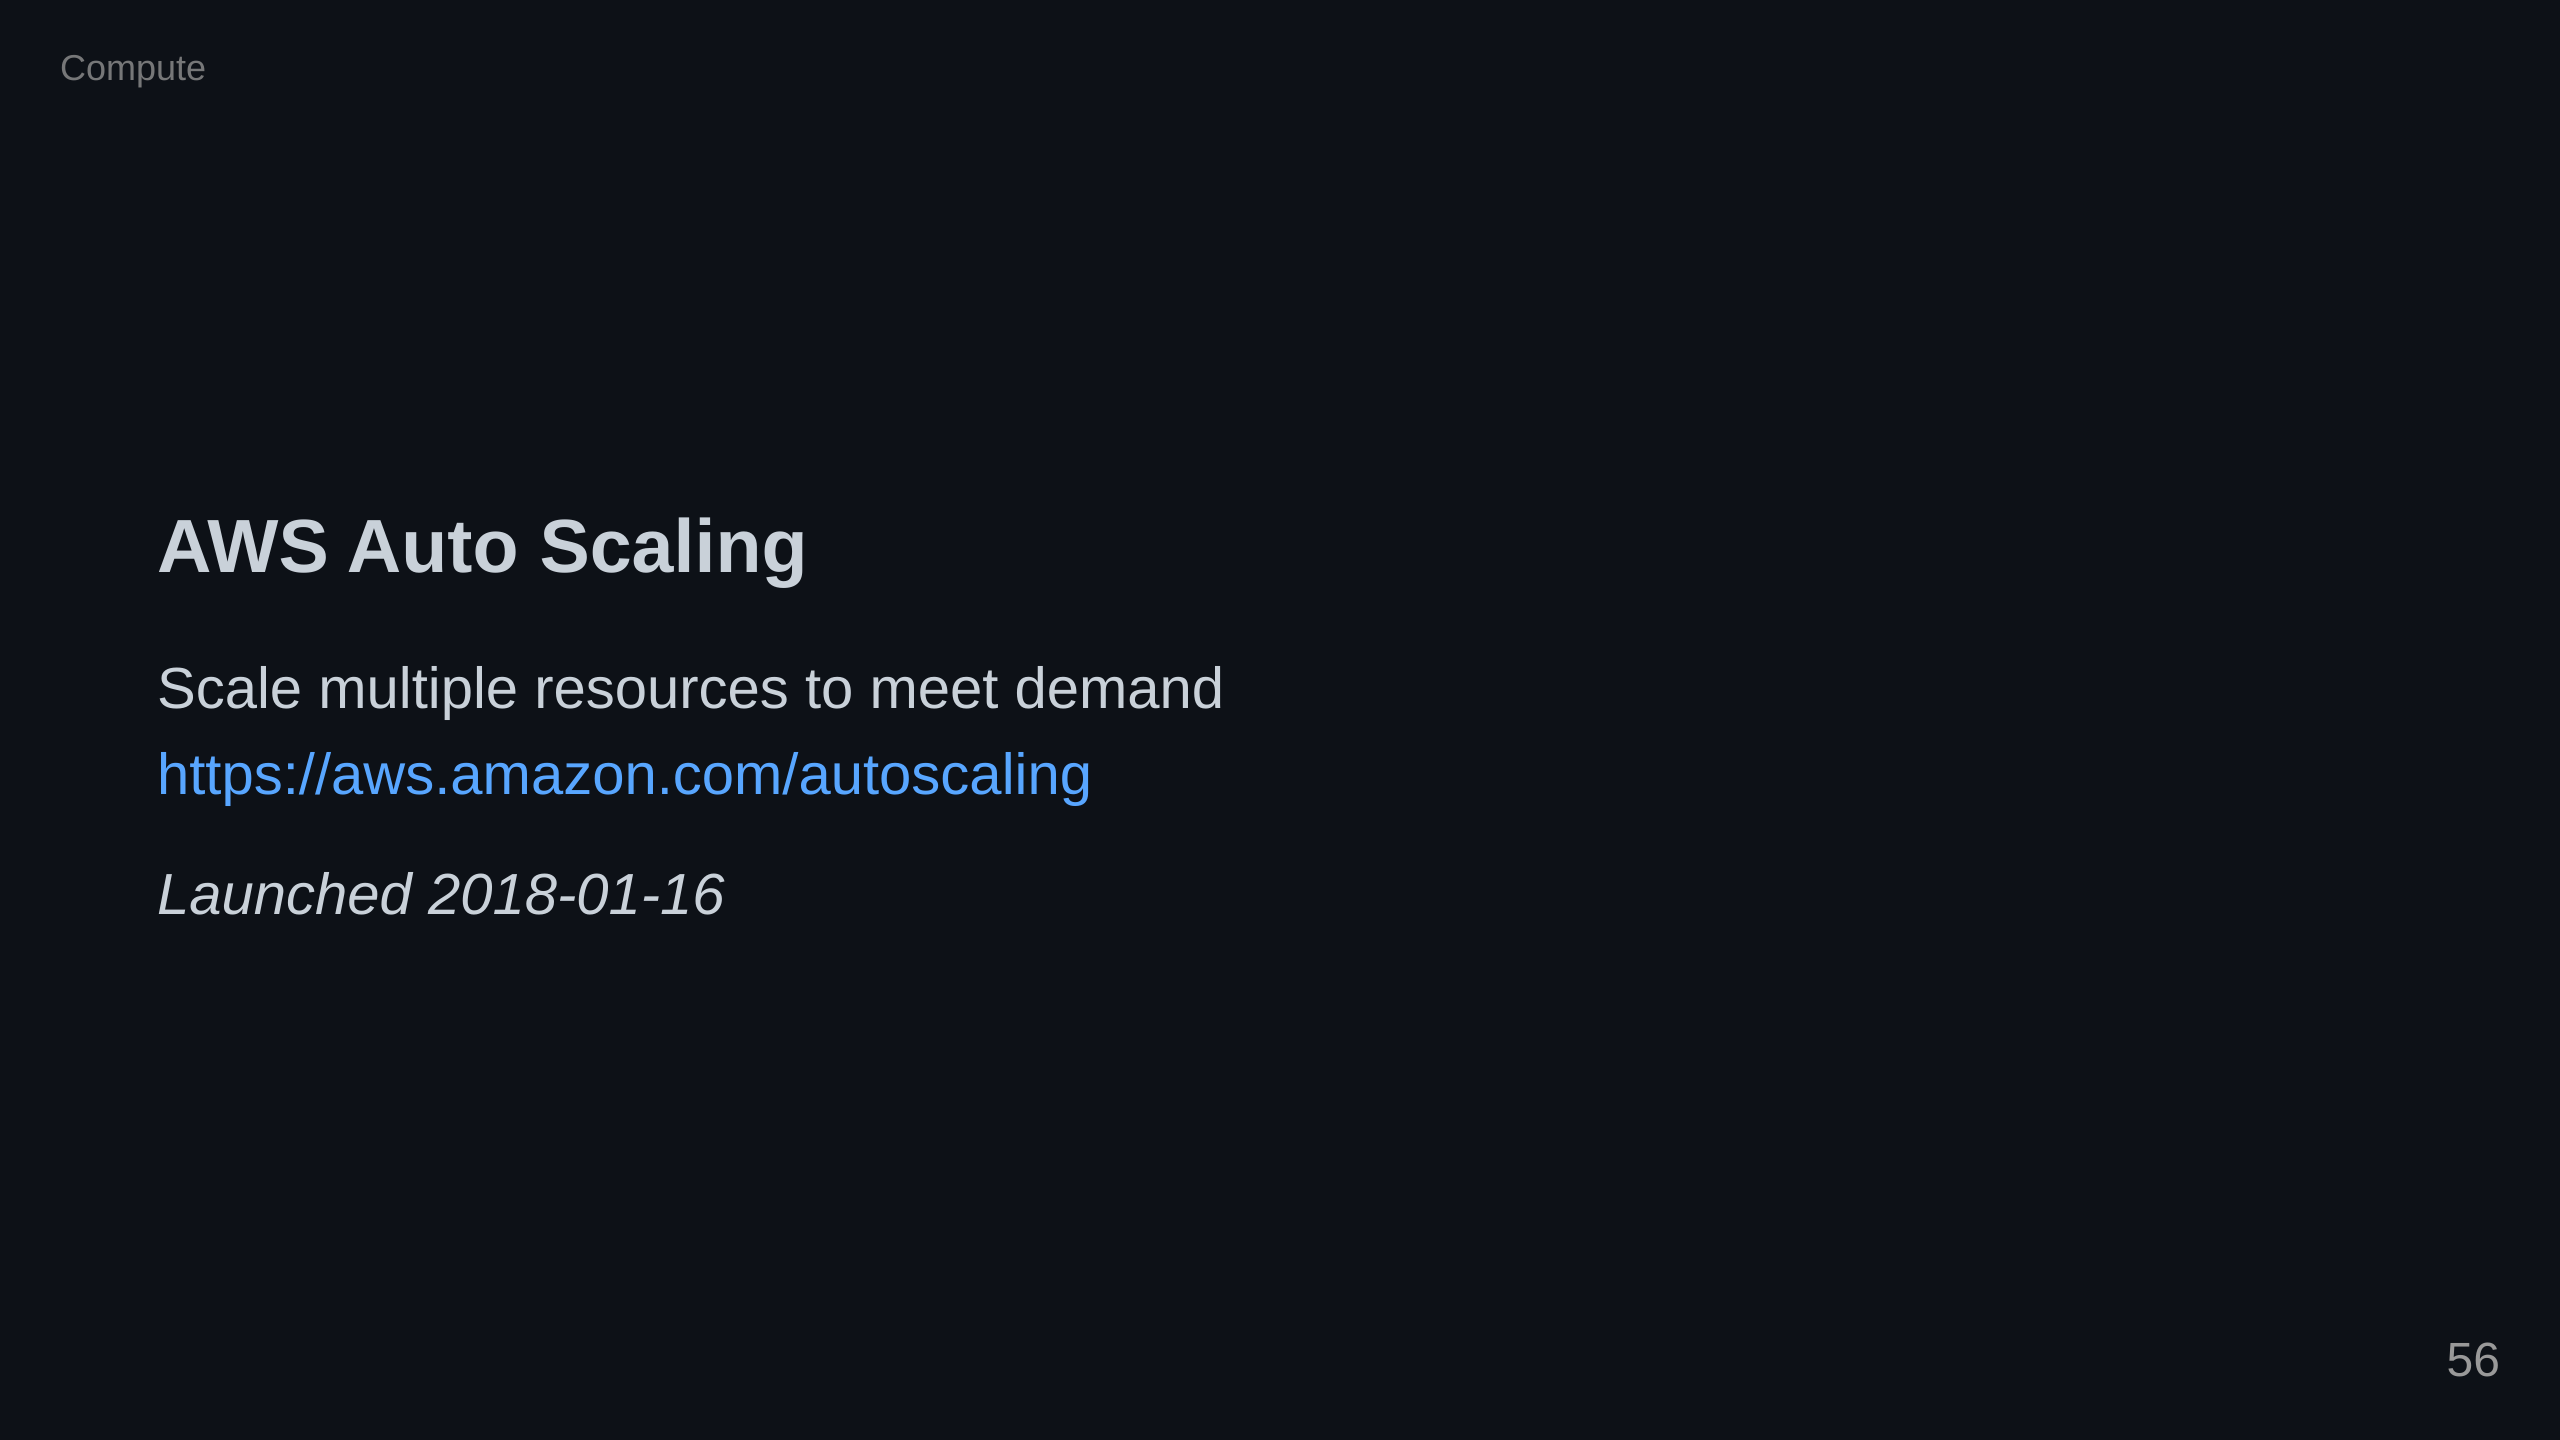 Compute
AWS Auto Scaling
Scale multiple resources to meet demand
https://aws.amazon.com/autoscaling
Launched 2018-01-16
56